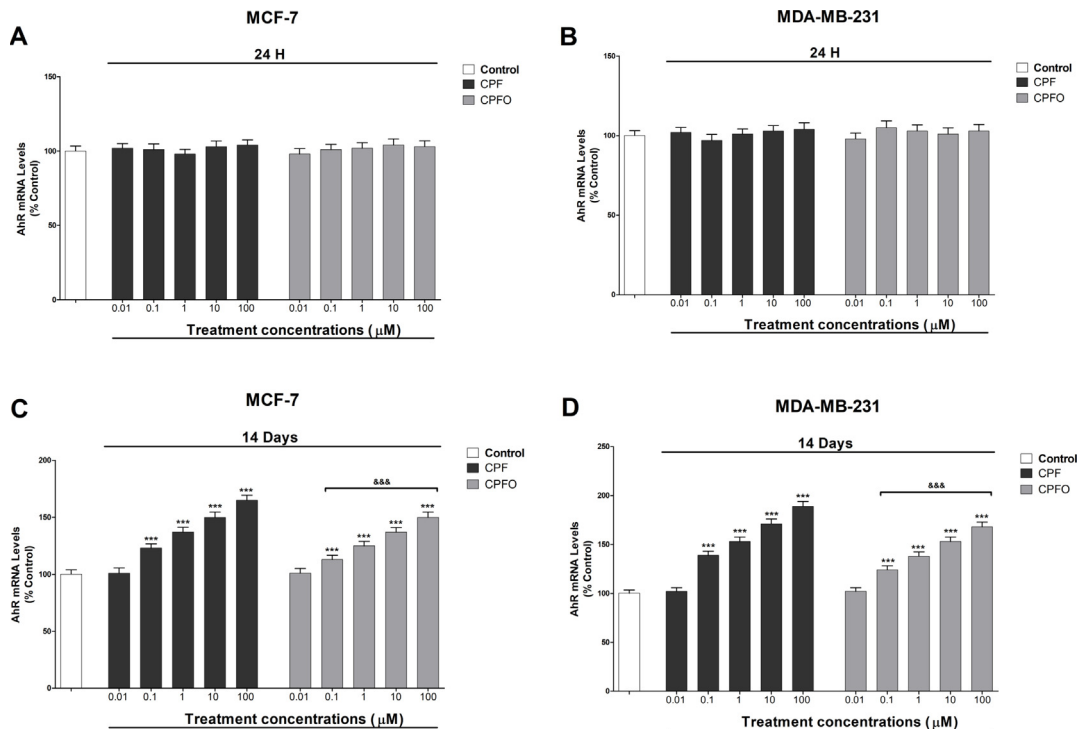 A
MCF-7
24 H
AhR mRNA Levels
(% Control)
150
100
50
0
0.01 0.1 1 10 100 0.01 0.1 1 10 100
Treatment concentrations (μM)
Control
CPF
CPFO
B
MDA-MB-231
24 H
AhR mRNA Levels
(% Control)
150
100
50
0
0.01 0.1 1 10 100 0.01 0.1 1 10 100
Treatment concentrations (μM)
Control
CPF
CPFO
C
MCF-7
14 Days
AhR mRNA Levels
(% Control)
200
150
100
50
0
*** *** *** *** *** *** *** ***
&&&
0.01 0.1 1 10 100 0.01 0.1 1 10 100
Treatment concentrations (μM)
Control
CPF
CPFO
D
MDA-MB-231
14 Days
AhR mRNA Levels
(% Control)
250
200
150
100
50
0
*** *** *** *** *** *** *** ***
&&&
0.01 0.1 1 10 100 0.01 0.1 1 10 100
Treatment concentrations (μM)
Control
CPF
CPFO